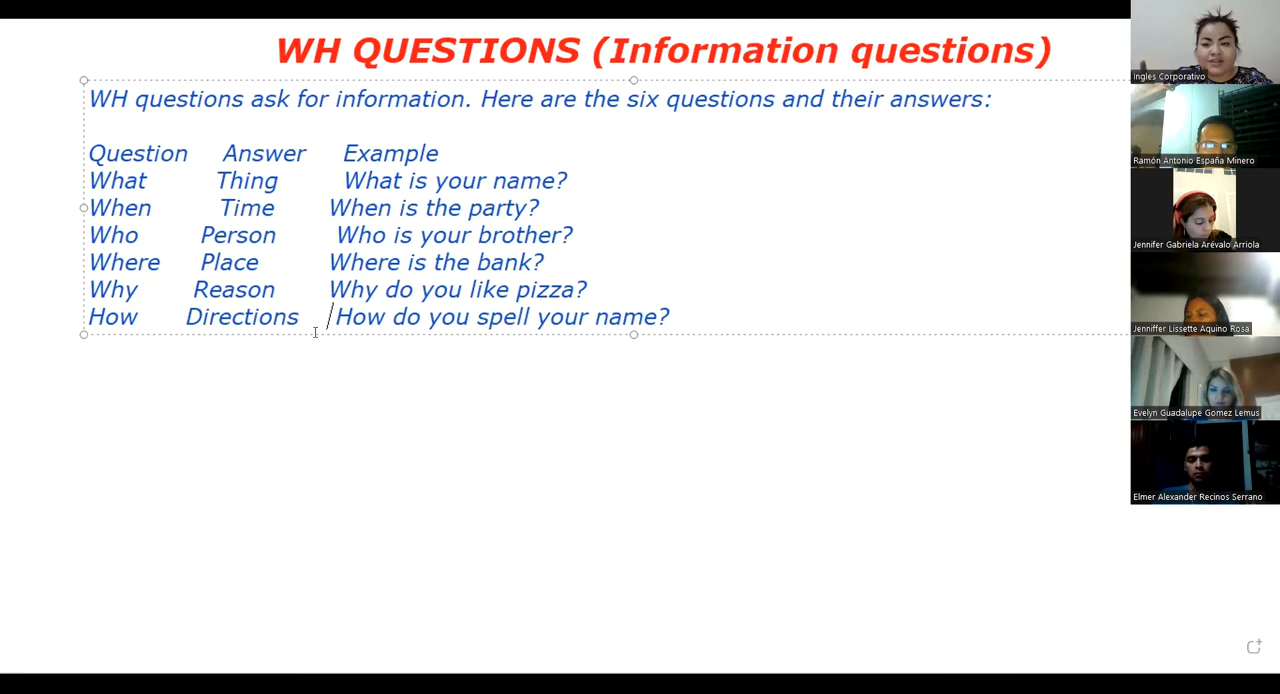 WH QUESTIONS (Information questions)
WH questions ask for information. Here are the six questions and their answers:
Question Answer Example
What Thing What is your name?
When Time When is the party?
Who Person Who is your brother?
Where Place Where is the bank?
Why Reason Why do you like pizza?
How Directions How do you spell your name?
Ingles Corporativo
Ramón Antonio España Minero
Jennifer Gabriela Arévalo Arriola
Jenniffer Lissette Aquino Rosa
Evelyn Guadalupe Gomez Lemus
Elmer Alexander Recinos Serrano